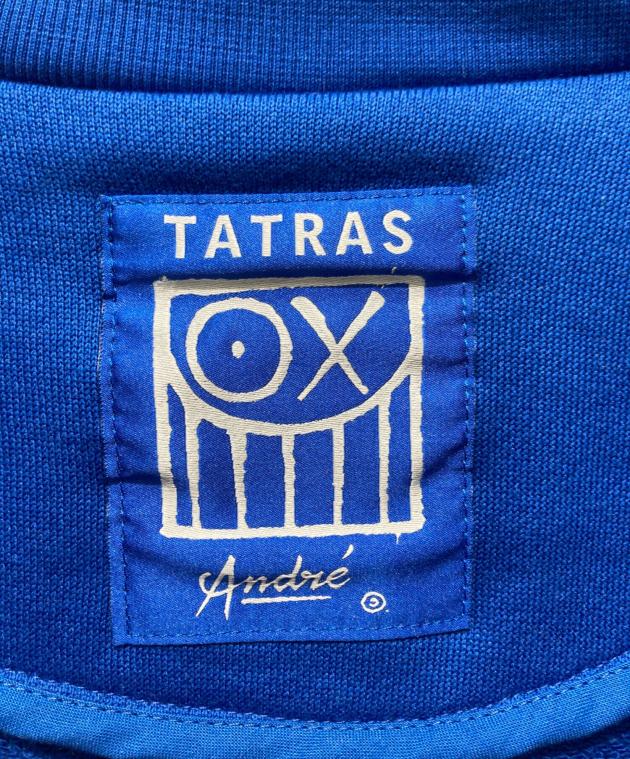 TATRAS
OX
André